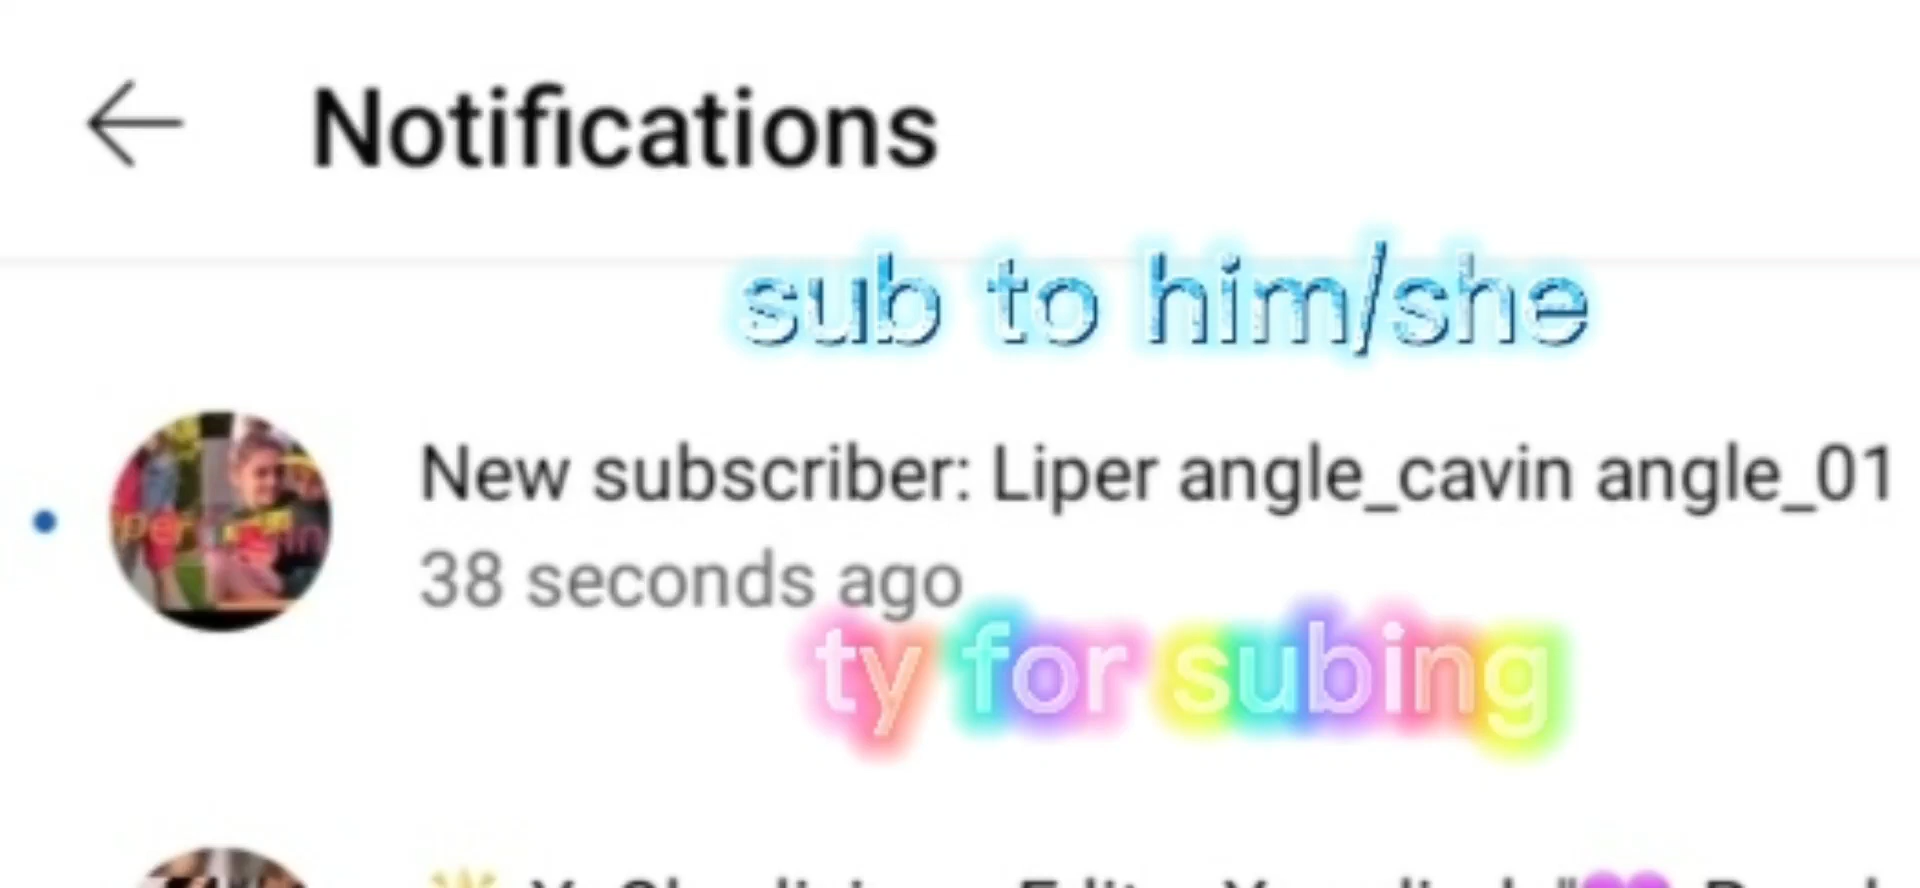 Notifications
sub to him/she
New subscriber: Liper angle_cavin angle_01
38 seconds ago
ty for subing